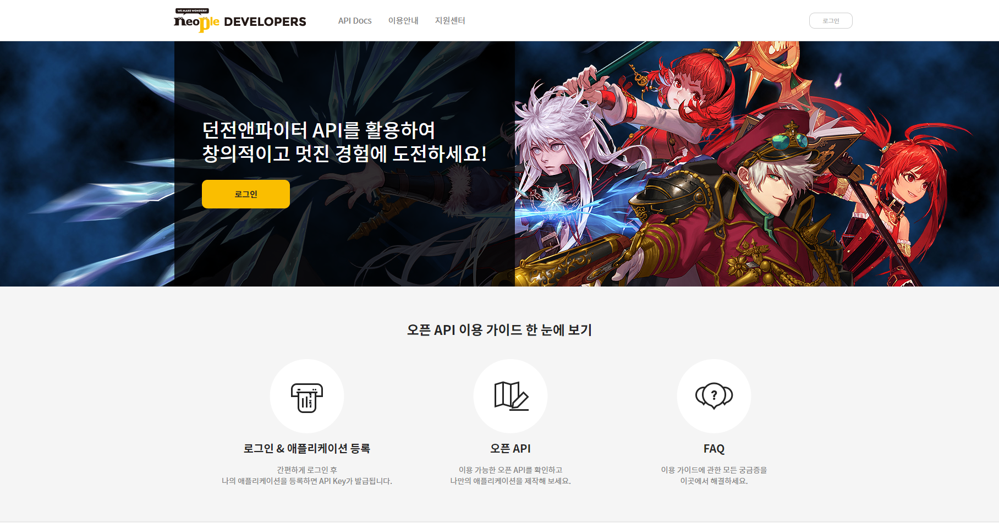 WE MAKE WONDERS!
neople DEVELOPERS
API Docs
이용안내
지원센터
로그인
던전앤파이터 API를 활용하여
창의적이고 멋진 경험에 도전하세요!
로그인
오픈 API 이용 가이드 한 눈에 보기
로그인 & 애플리케이션 등록
간편하게 로그인 후
나의 애플리케이션을 등록하면 API Key가 발급됩니다.
오픈 API
이용 가능한 오픈 API를 확인하고
나만의 애플리케이션을 제작해 보세요.
?
FAQ
이용 가이드에 관한 모든 궁금증을
이곳에서 해결하세요.